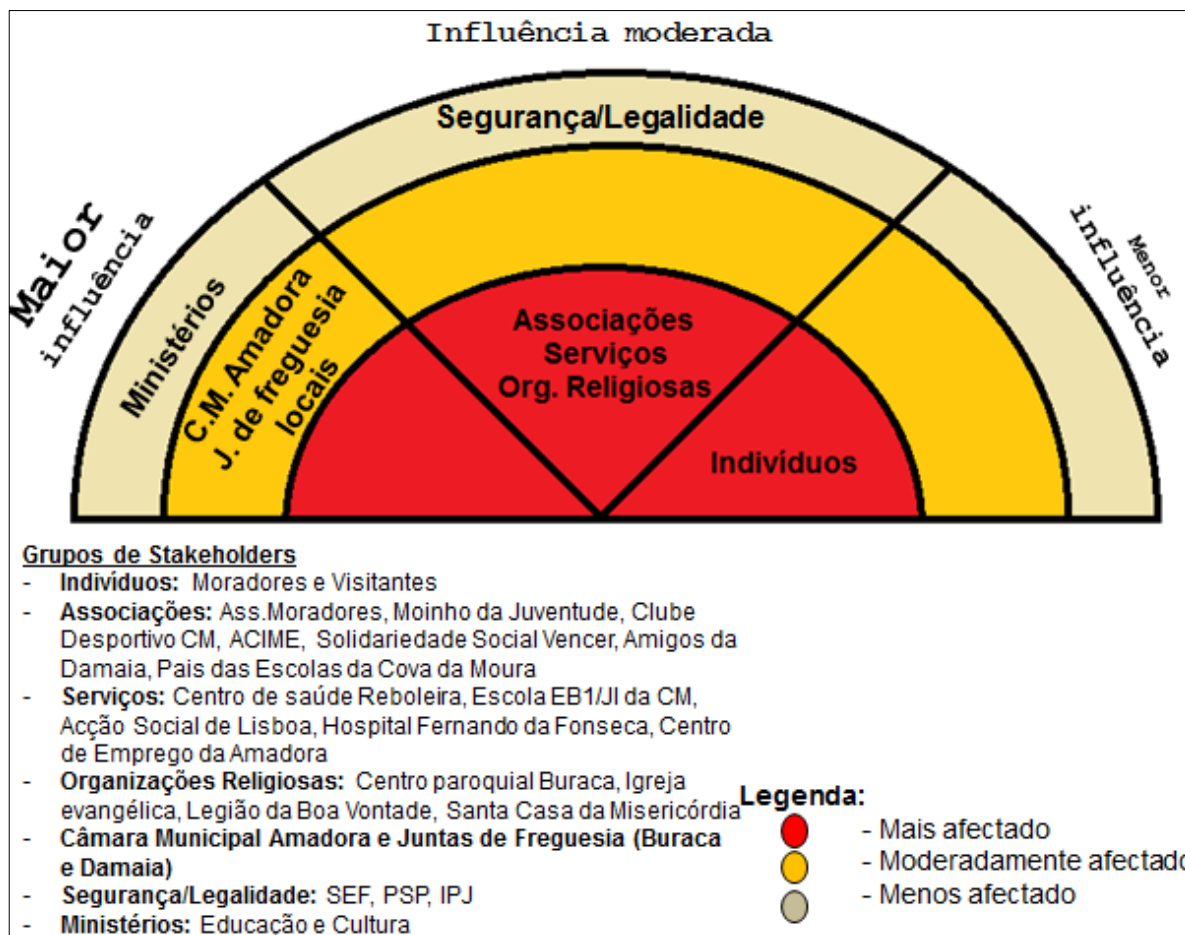 Influência moderada
Segurança/Legalidade
Maior
influência
Ministérios
C.M. Amadora
J. de freguesia
locais
Associações
Serviços
Org. Religiosas
Indivíduos
Menor
influência
Grupos de Stakeholders
- Indivíduos: Moradores e Visitantes
- Associações: Ass.Moradores, Moinho da Juventude, Clube
Desportivo CM, ACIME, Solidariedade Social Vencer, Amigos da
Damaia, Pais das Escolas da Cova da Moura
- Serviços: Centro de saúde Reboleira, Escola EB1/JI da CM,
Acção Social de Lisboa, Hospital Fernando da Fonseca, Centro
de Emprego da Amadora
- Organizações Religiosas: Centro paroquial Buraca, Igreja
evangélica, Legião da Boa Vontade, Santa Casa da Misericórdia
- Câmara Municipal Amadora e Juntas de Freguesia (Buraca
e Damaia)
- Segurança/Legalidade: SEF, PSP, IPJ
- Ministérios: Educação e Cultura
Legenda:
- Mais afectado
- Moderadamente afectado
- Menos afectado